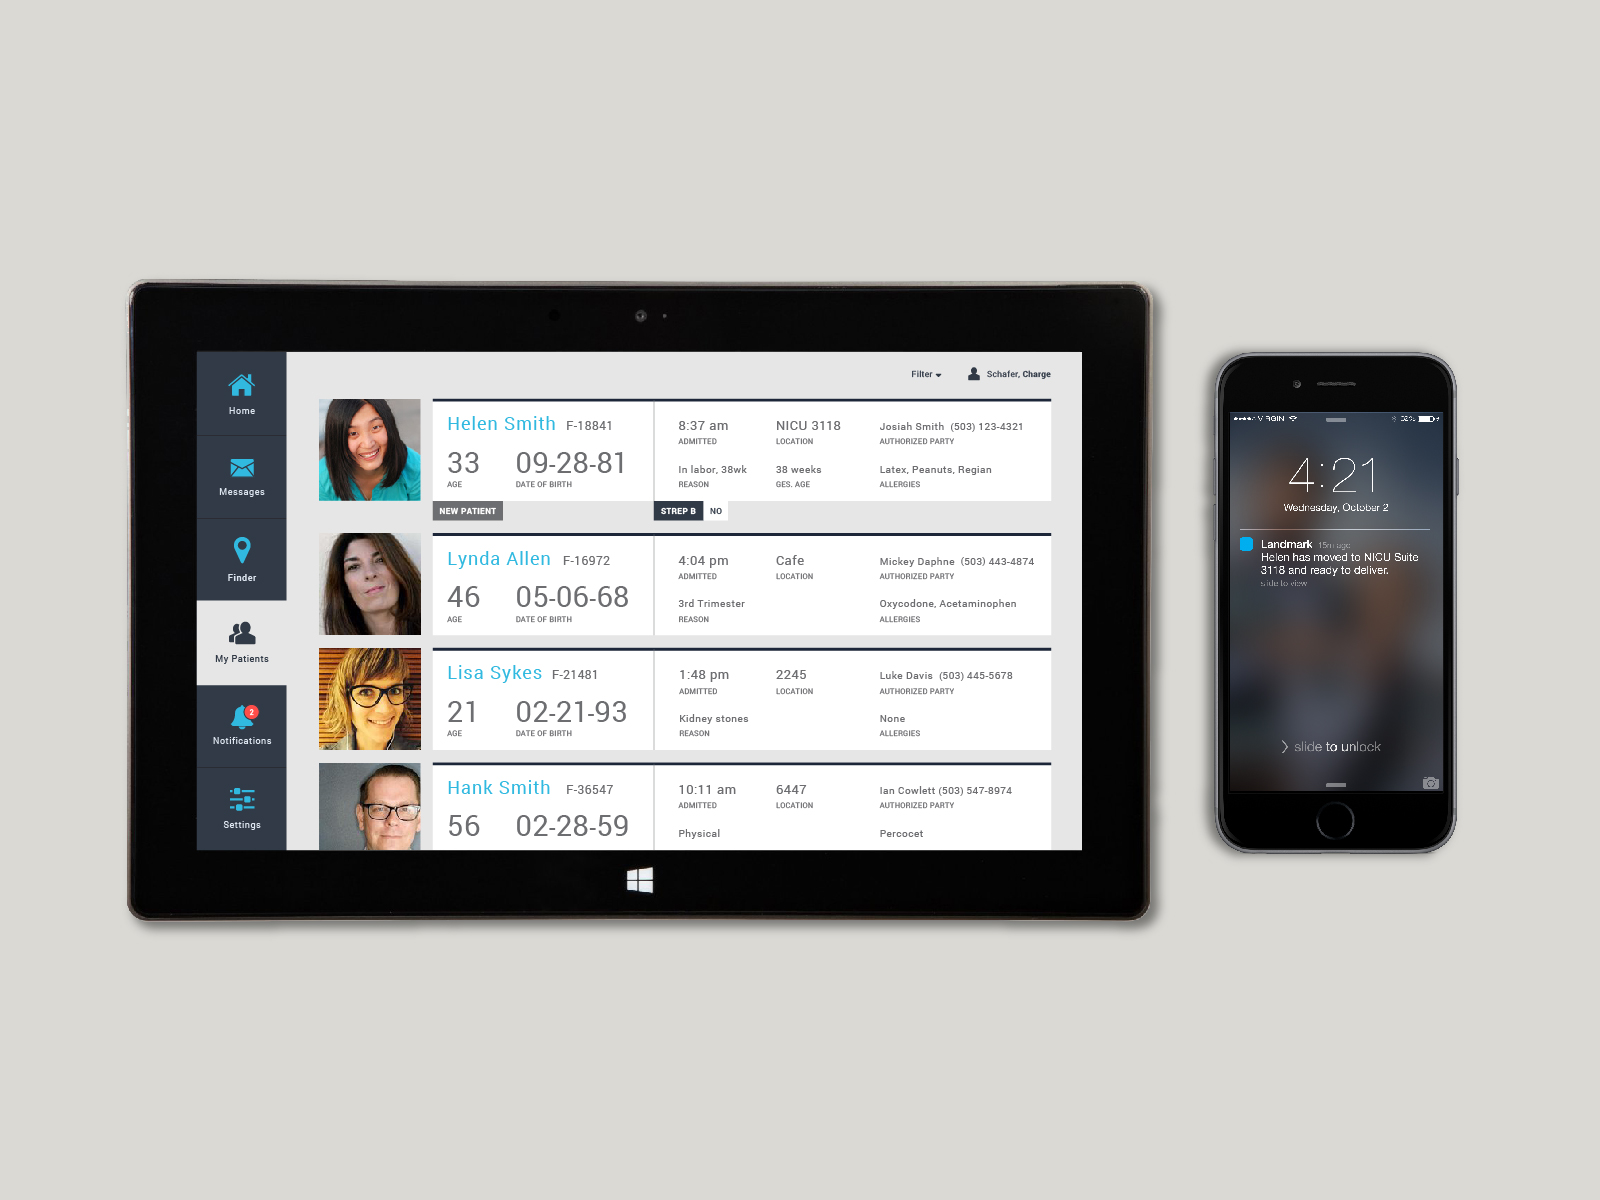 Filter
Schafer, Charge
Home
Messages
Finder
My Patients
2
Notifications
Settings
Helen Smith F-18841
33 09-28-81
AGE DATE OF BIRTH
8:37 am NICU 3118 Josiah Smith (503) 123-4321
ADMITTED LOCATION AUTHORIZED PARTY
In labor, 38wk 38 weeks Latex, Peanuts, Regian
REASON GES. AGE ALLERGIES
NEW PATIENT STREP B NO
Lynda Allen F-16972
46 05-06-68
AGE DATE OF BIRTH
4:04 pm Cafe Mickey Daphne (503) 443-4874
ADMITTED LOCATION AUTHORIZED PARTY
3rd Trimester Oxycodone, Acetaminophen
REASON ALLERGIES
Lisa Sykes F-21481
21 02-21-93
AGE DATE OF BIRTH
1:48 pm 2245 Luke Davis (503) 445-5678
ADMITTED LOCATION AUTHORIZED PARTY
Kidney stones None
REASON ALLERGIES
Hank Smith F-36547
56 02-28-59
10:11 am 6447 Ian Cowlett (503) 547-8974
ADMITTED LOCATION AUTHORIZED PARTY
Physical Percocet
VIRGIN 52%
4:21
Wednesday, October 2
Landmark 15m ago
Helen has moved to NICU Suite
3118 and ready to deliver.
slide to view
slide to unlock